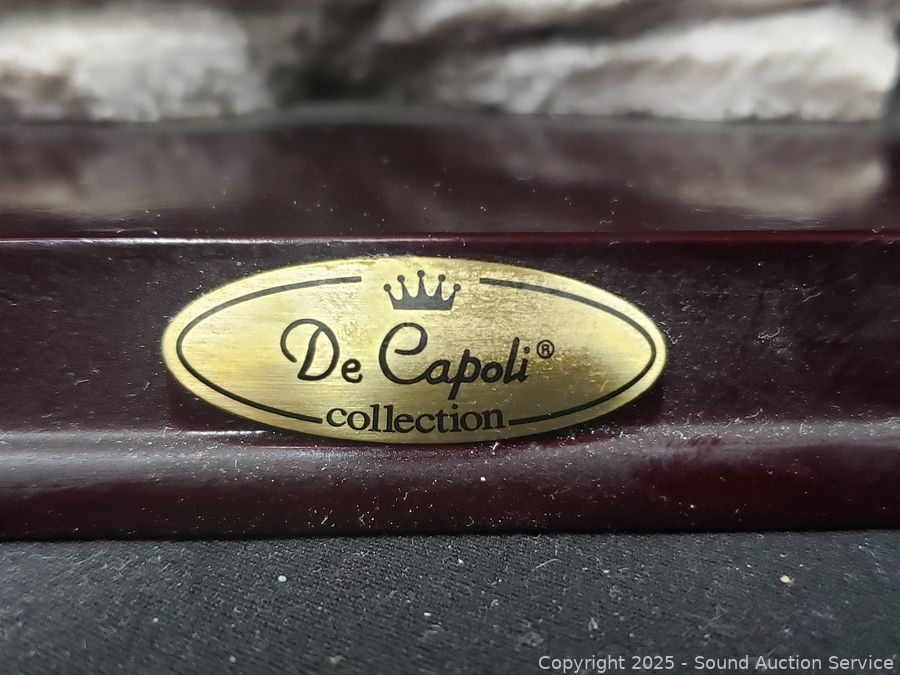 De Capoli®
collection
Copyright 2025 - Sound Auction Service